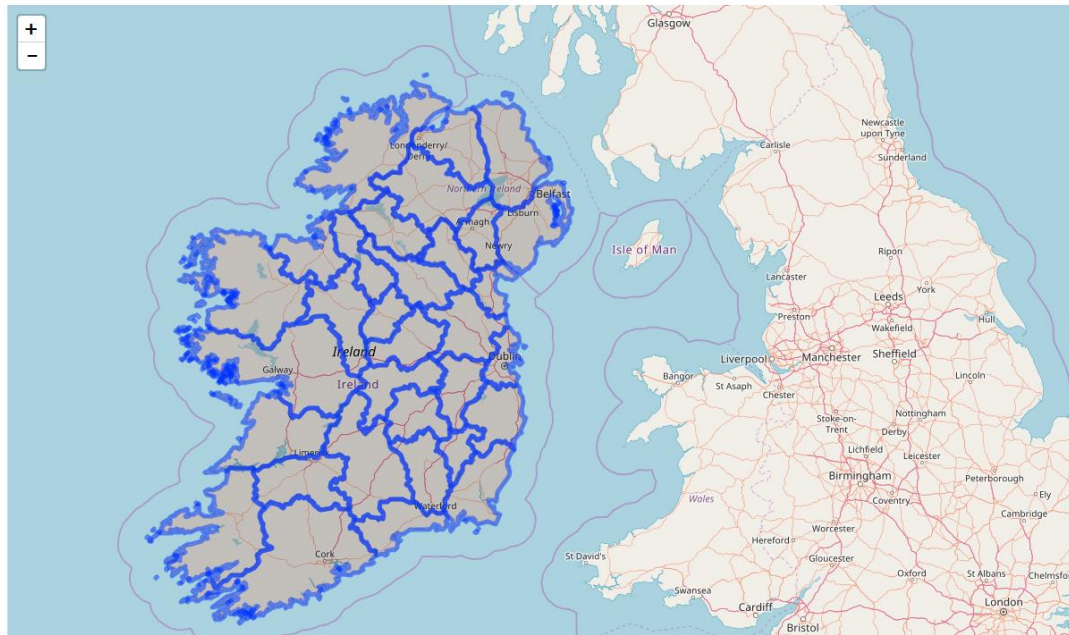 +
−
Glasgow
Newcastle
upon Tyne
Carlisle
Sunderland
Londonderry/
Derry
Northern Ireland
Belfast
Lisburn
Armagh
Newry
Isle of Man
Ripon
Lancaster
York
Leeds
Preston
Hull
Wakefield
Ireland
Dublin
Liverpool
Manchester
Sheffield
Galway
Ireland
Bangor
St Asaph
Chester
Lincoln
Stoke-on-
Trent
Nottingham
Derby
Limerick
Lichfield
Leicester
Birmingham
Peterborough
Wales
Coventry
Ely
Waterford
Cambridge
Worcester
Hereford
Cork
St David's
Gloucester
Oxford
St Albans
Chelmsfo
Swansea
Cardiff
London
Bristol